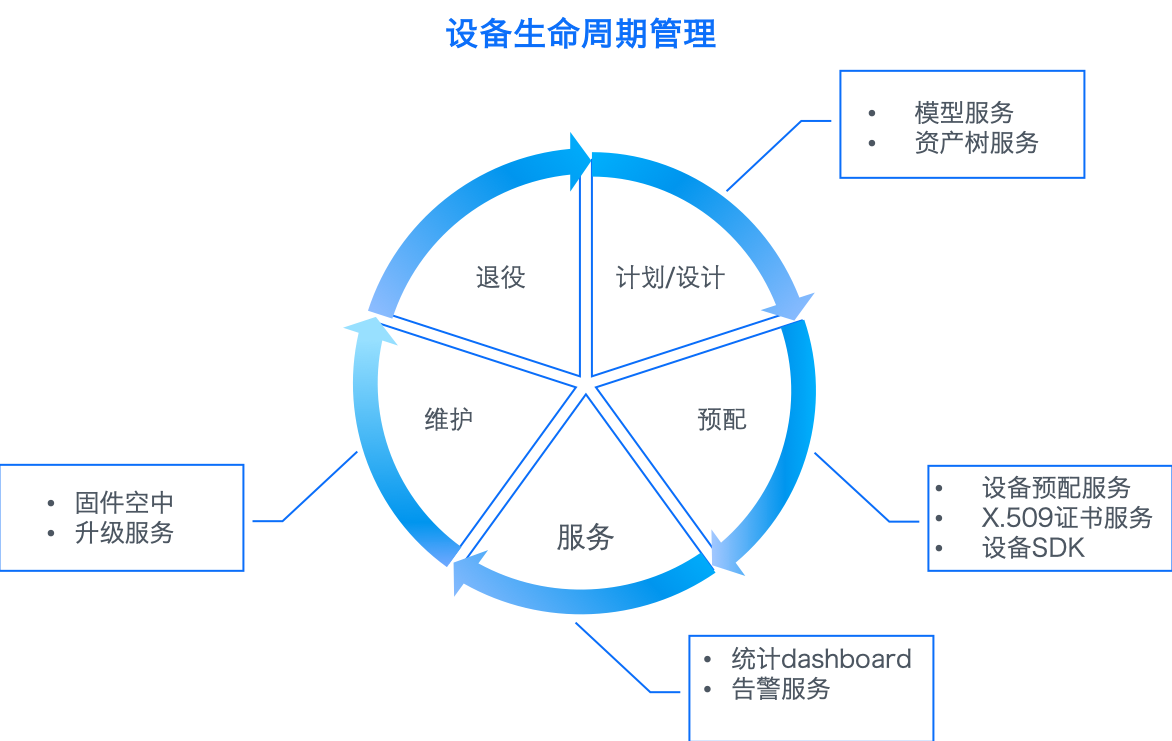 设备生命周期管理
• 模型服务
• 资产树服务
退役
计划/设计
维护
预配
服务
• 固件空中
• 升级服务
• 设备预配服务
• X.509证书服务
• 设备SDK
• 统计dashboard
• 告警服务